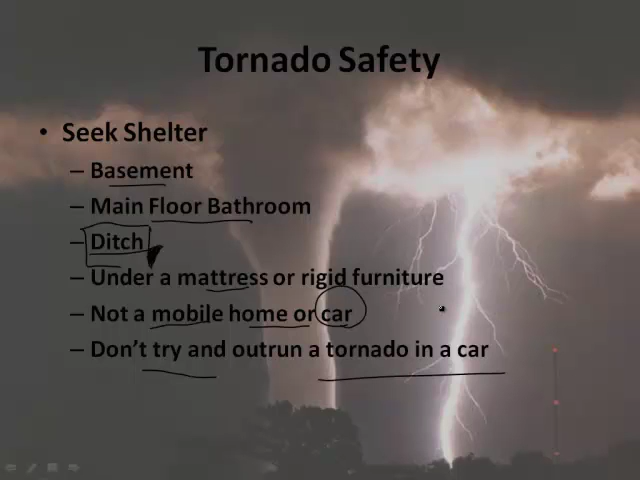 Tornado Safety
• Seek Shelter
– Basement
– Main Floor Bathroom
– Ditch
– Under a mattress or rigid furniture
– Not a mobile home or car
– Don't try and outrun a tornado in a car